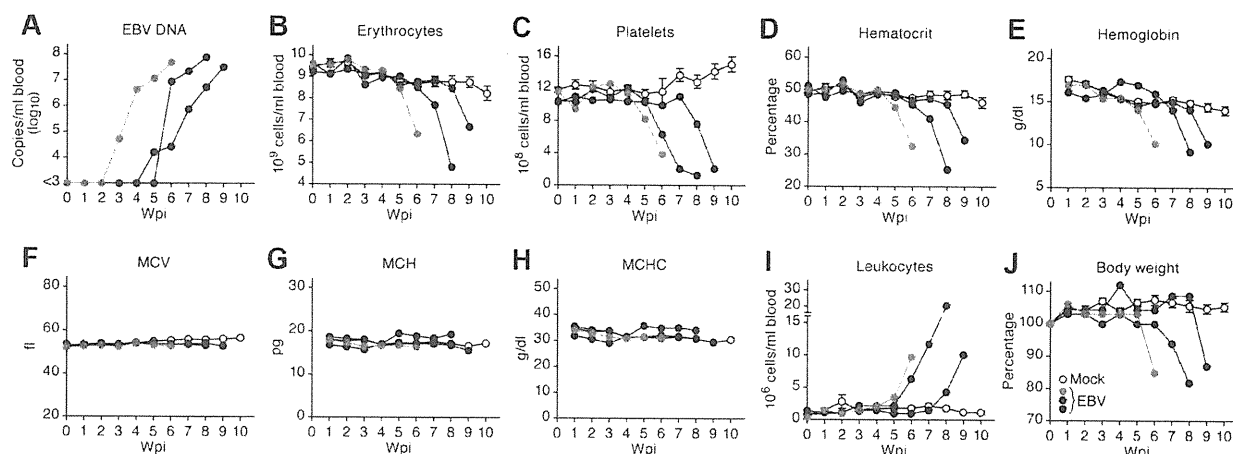 A
EBV DNA
Copies/ml blood
(log10)
8
7
6
5
4
<3
0 1 2 3 4 5 6 7 8 9 10
Wpi
B
Erythrocytes
10⁹ cells/ml blood
10
9
8
7
6
5
4
0 1 2 3 4 5 6 7 8 9 10
Wpi
C
Platelets
10⁸ cells/ml blood
16
12
8
4
0
0 1 2 3 4 5 6 7 8 9 10
Wpi
D
Hematocrit
Percentage
60
50
40
30
20
0 1 2 3 4 5 6 7 8 9 10
Wpi
E
Hemoglobin
g/dl
20
15
10
5
0 1 2 3 4 5 6 7 8 9 10
Wpi
F
MCV
fl
80
60
40
20
0 1 2 3 4 5 6 7 8 9 10
Wpi
G
MCH
pg
30
20
10
0
0 1 2 3 4 5 6 7 8 9 10
Wpi
H
MCHC
g/dl
50
40
30
20
10
0
0 1 2 3 4 5 6 7 8 9 10
Wpi
I
Leukocytes
10⁶ cells/ml blood
30
20
15
10
5
0
0 1 2 3 4 5 6 7 8 9 10
Wpi
J
Body weight
Percentage
110
100
90
80
70
0 1 2 3 4 5 6 7 8 9 10
Wpi
Mock
EBV